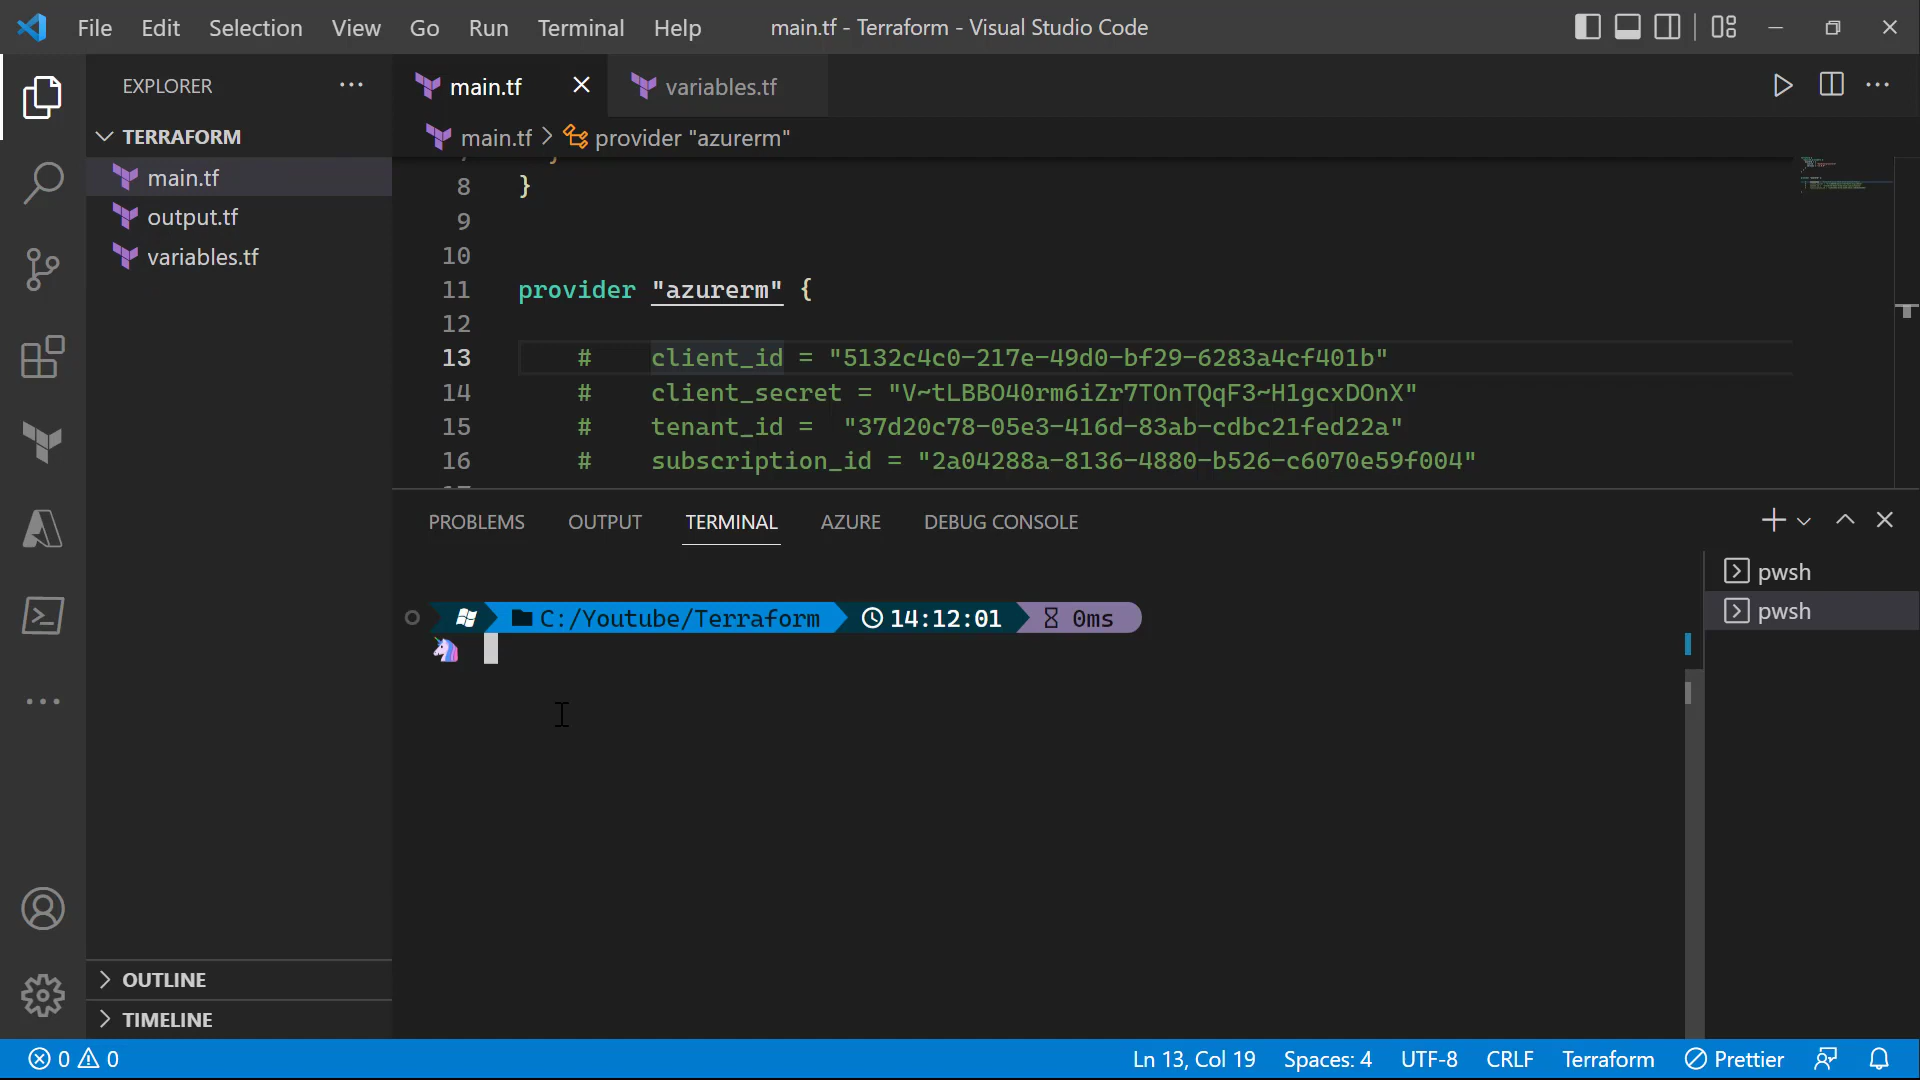 File Edit Selection View Go Run Terminal Help main.tf - Terraform - Visual Studio Code
EXPLORER
TERRAFORM
main.tf
output.tf
variables.tf
OUTLINE
TIMELINE
main.tf variables.tf
main.tf > provider "azurerm"
8 }
9
10
11 provider "azurerm" {
12
13 # client_id = "5132c4c0-217e-49d0-bf29-6283a4cf401b"
14 # client_secret = "V~tLBBO40rm6iZr7TOnTQqF3~H1gcxDOnX"
15 # tenant_id = "37d20c78-05e3-416d-83ab-cdbc21fed22a"
16 # subscription_id = "2a04288a-8136-4880-b526-c6070e59f004"
PROBLEMS OUTPUT TERMINAL AZURE DEBUG CONSOLE
C:/Youtube/Terraform 14:12:01 0ms
pwsh
pwsh
0 0 Ln 13, Col 19 Spaces: 4 UTF-8 CRLF Terraform Prettier